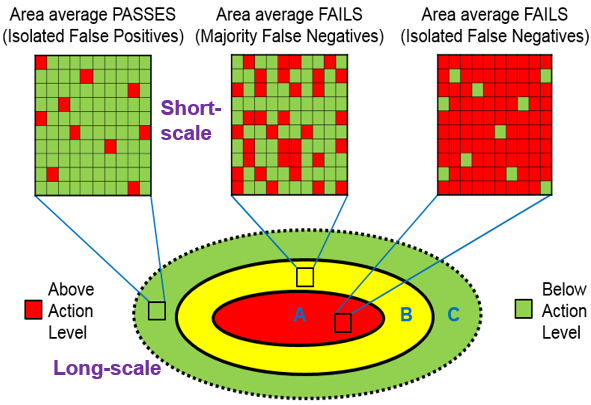 Area average PASSES
(Isolated False Positives)
Area average FAILS
(Majority False Negatives)
Area average FAILS
(Isolated False Negatives)
Short-
scale
Above
Action
Level
A
B
C
Below
Action
Level
Long-scale